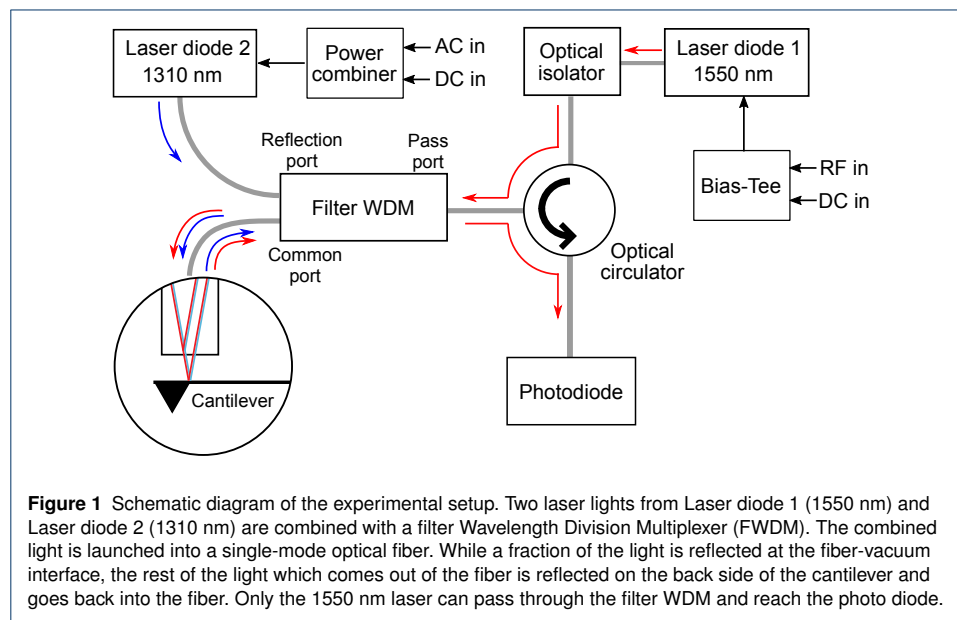 Laser diode 2
1310 nm
Power
combiner
AC in
DC in
Optical
isolator
Laser diode 1
1550 nm
Bias-Tee
RF in
DC in
Reflection
port
Pass
port
Filter WDM
Common
port
Optical
circulator
Cantilever
Photodiode
Figure 1 Schematic diagram of the experimental setup. Two laser lights from Laser diode 1 (1550 nm) and
Laser diode 2 (1310 nm) are combined with a filter Wavelength Division Multiplexer (FWDM). The combined
light is launched into a single-mode optical fiber. While a fraction of the light is reflected at the fiber-vacuum
interface, the rest of the light which comes out of the fiber is reflected on the back side of the cantilever and
goes back into the fiber. Only the 1550 nm laser can pass through the filter WDM and reach the photo diode.